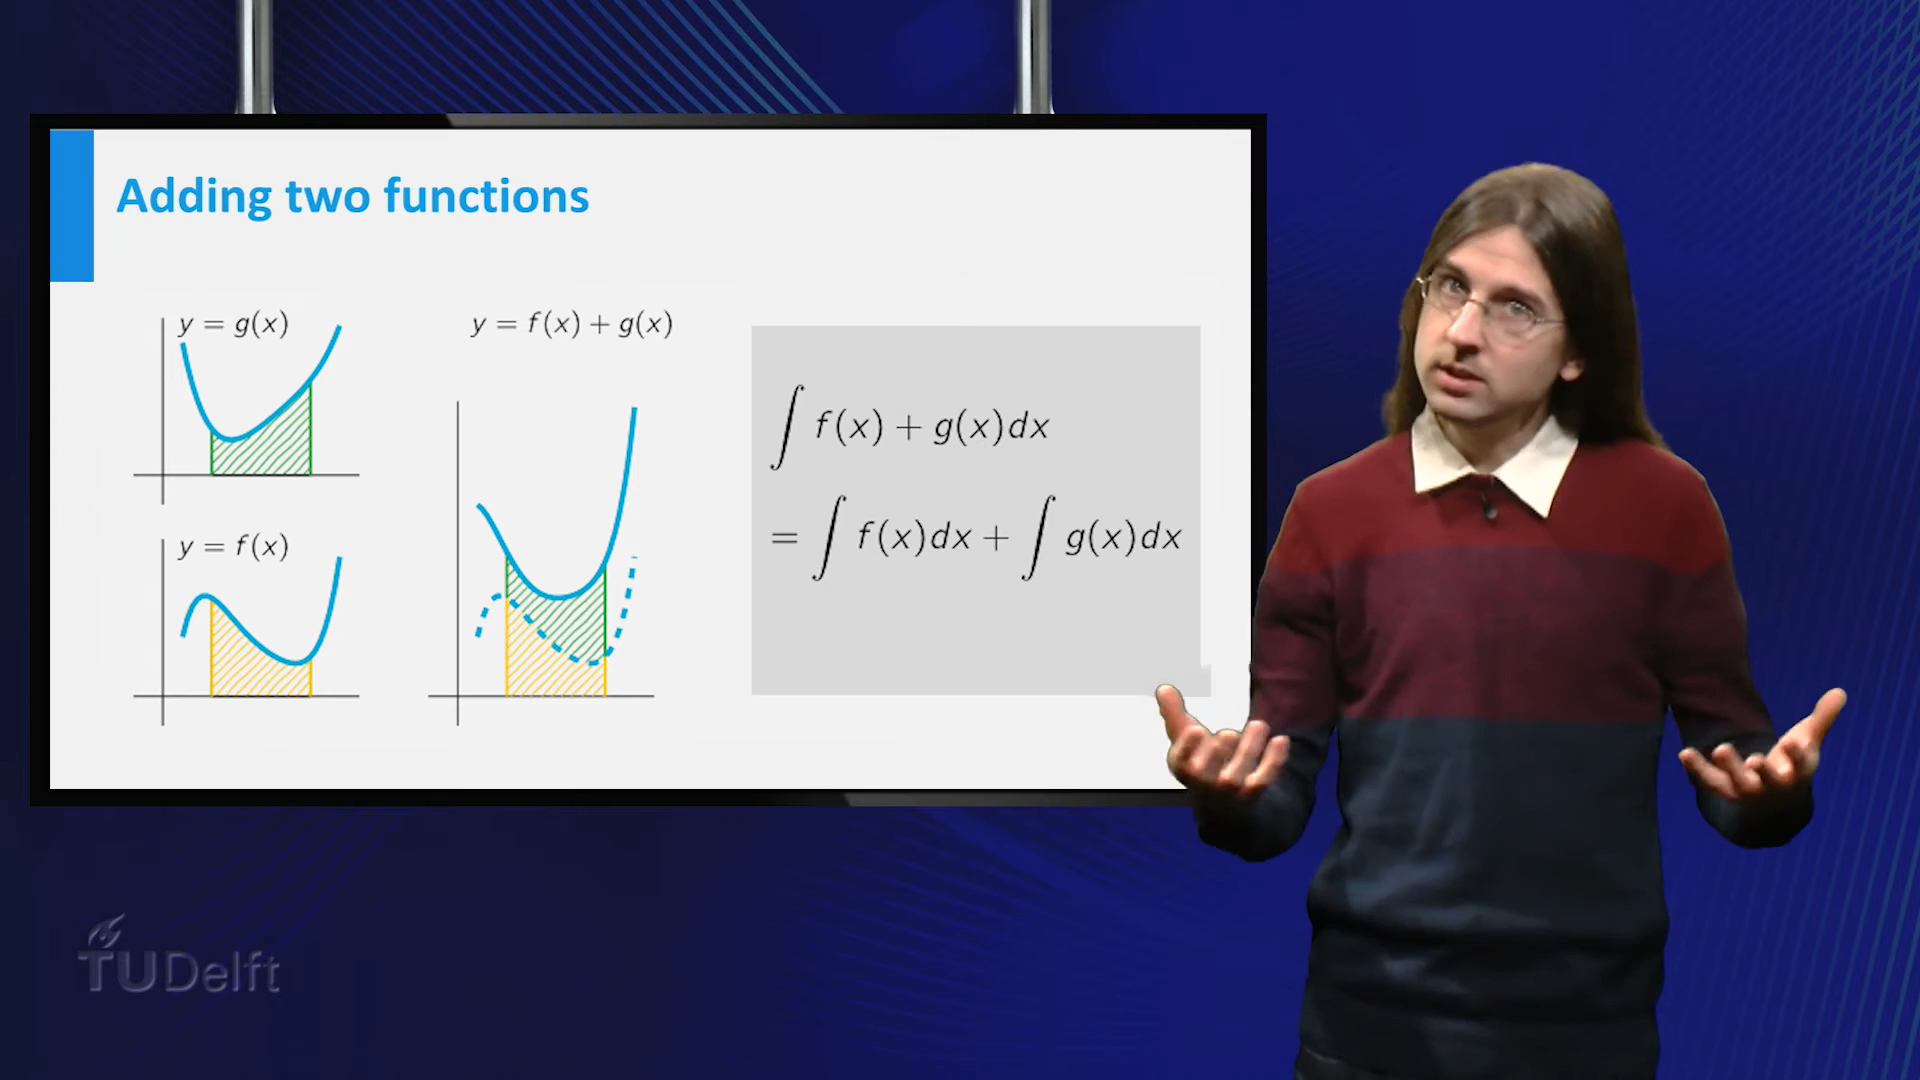 Adding two functions
y = g(x)
y = f(x) + g(x)
y = f(x)
∫ f(x) + g(x)dx
= ∫ f(x)dx + ∫ g(x)dx
TUDelft